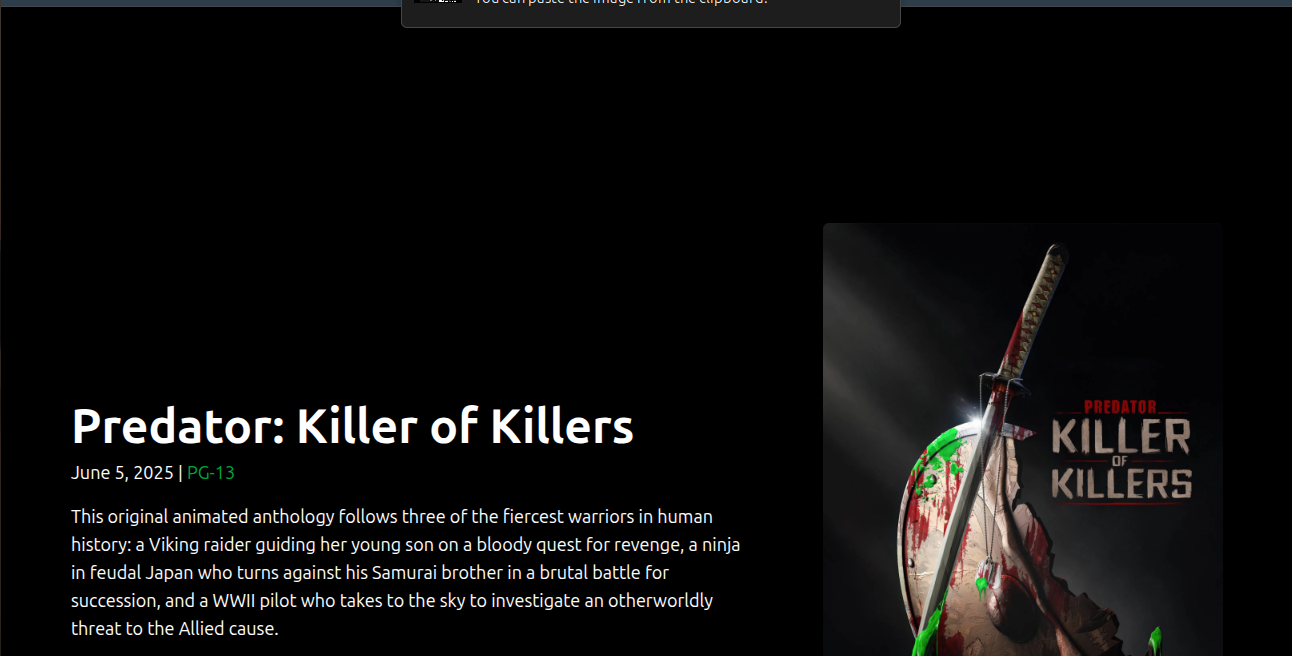 You can paste the image from the clipboard.
Predator: Killer of Killers
June 5, 2025 | PG-13
This original animated anthology follows three of the fiercest warriors in human
history: a Viking raider guiding her young son on a bloody quest for revenge, a ninja
in feudal Japan who turns against his Samurai brother in a brutal battle for
succession, and a WWII pilot who takes to the sky to investigate an otherworldly
threat to the Allied cause.
PREDATOR
KILLER
OF
KILLERS